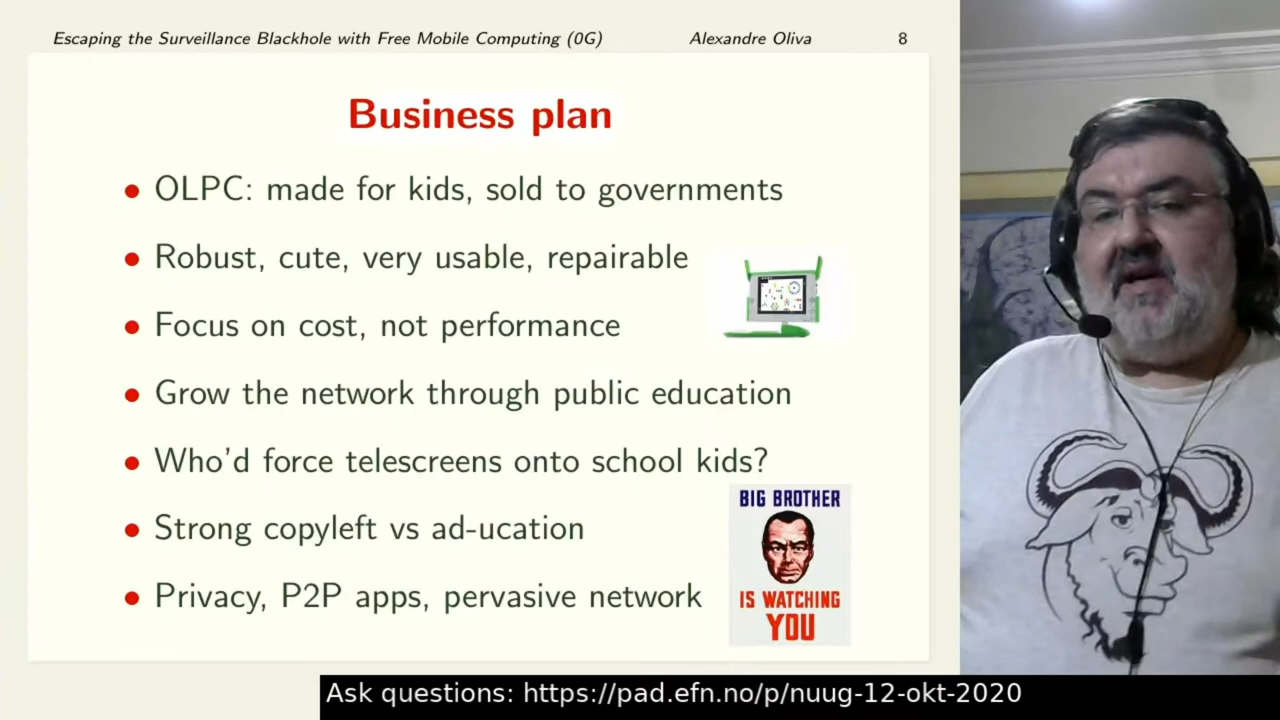 Escaping the Surveillance Blackhole with Free Mobile Computing (0G) Alexandre Oliva 8
Business plan
• OLPC: made for kids, sold to governments
• Robust, cute, very usable, repairable
• Focus on cost, not performance
• Grow the network through public education
• Who'd force telescreens onto school kids?
• Strong copyleft vs ad-ucation
• Privacy, P2P apps, pervasive network
BIG BROTHER
IS WATCHING
YOU
Ask questions: https://pad.efn.no/p/nuug-12-okt-2020